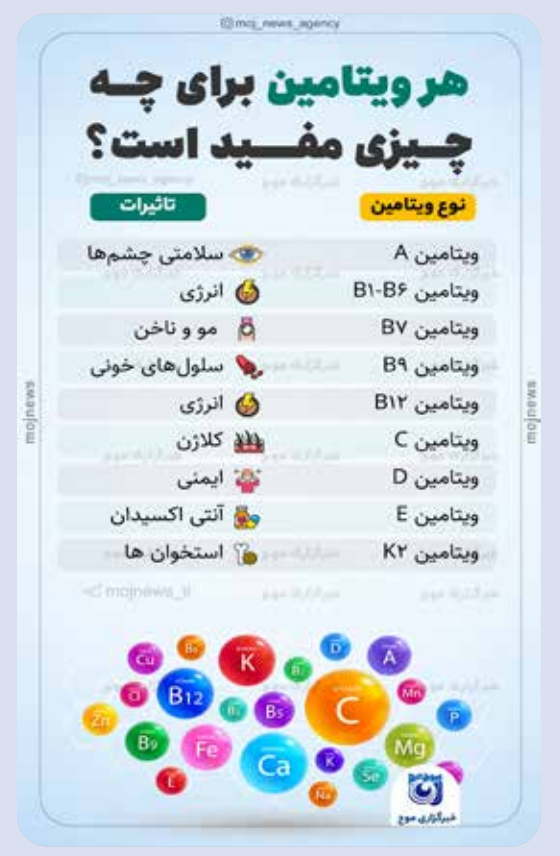 moj_news_agency
هر ویتامین برای چه
چیزی مفید است؟
نوع ویتامین تاثیرات
ویتامین A سلامتی چشم‌ها
ویتامین B۱-B۶ انرژی
ویتامین B۷ مو و ناخن
ویتامین B۹ سلول‌های خونی
ویتامین B۱۲ انرژی
ویتامین C کلاژن
ویتامین D ایمنی
ویتامین E آنتی اکسیدان
ویتامین K۲ استخوان ها
mojnews
mojnews
Cu
K
D
A
Cl
B12
B5
C
Mn
P
Zn
B9
Fe
Ca
K
Se
Mg
E
Na
خبرگزاری موج